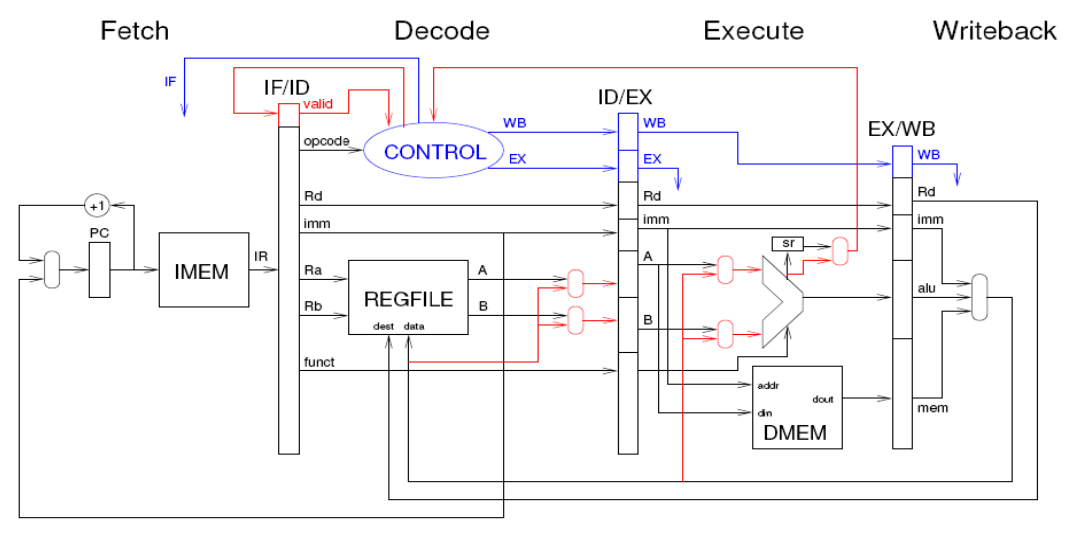 Fetch
Decode
Execute
Writeback
IF
IF/ID
valid
opcode
CONTROL
WB
EX
ID/EX
WB
EX
EX/WB
WB
Rd
Rd
Rd
imm
imm
imm
+1
PC
IMEM
IR
Ra
Rb
REGFILE
dest
data
A
B
A
B
sr
alu
funct
addr
din
dout
DMEM
mem